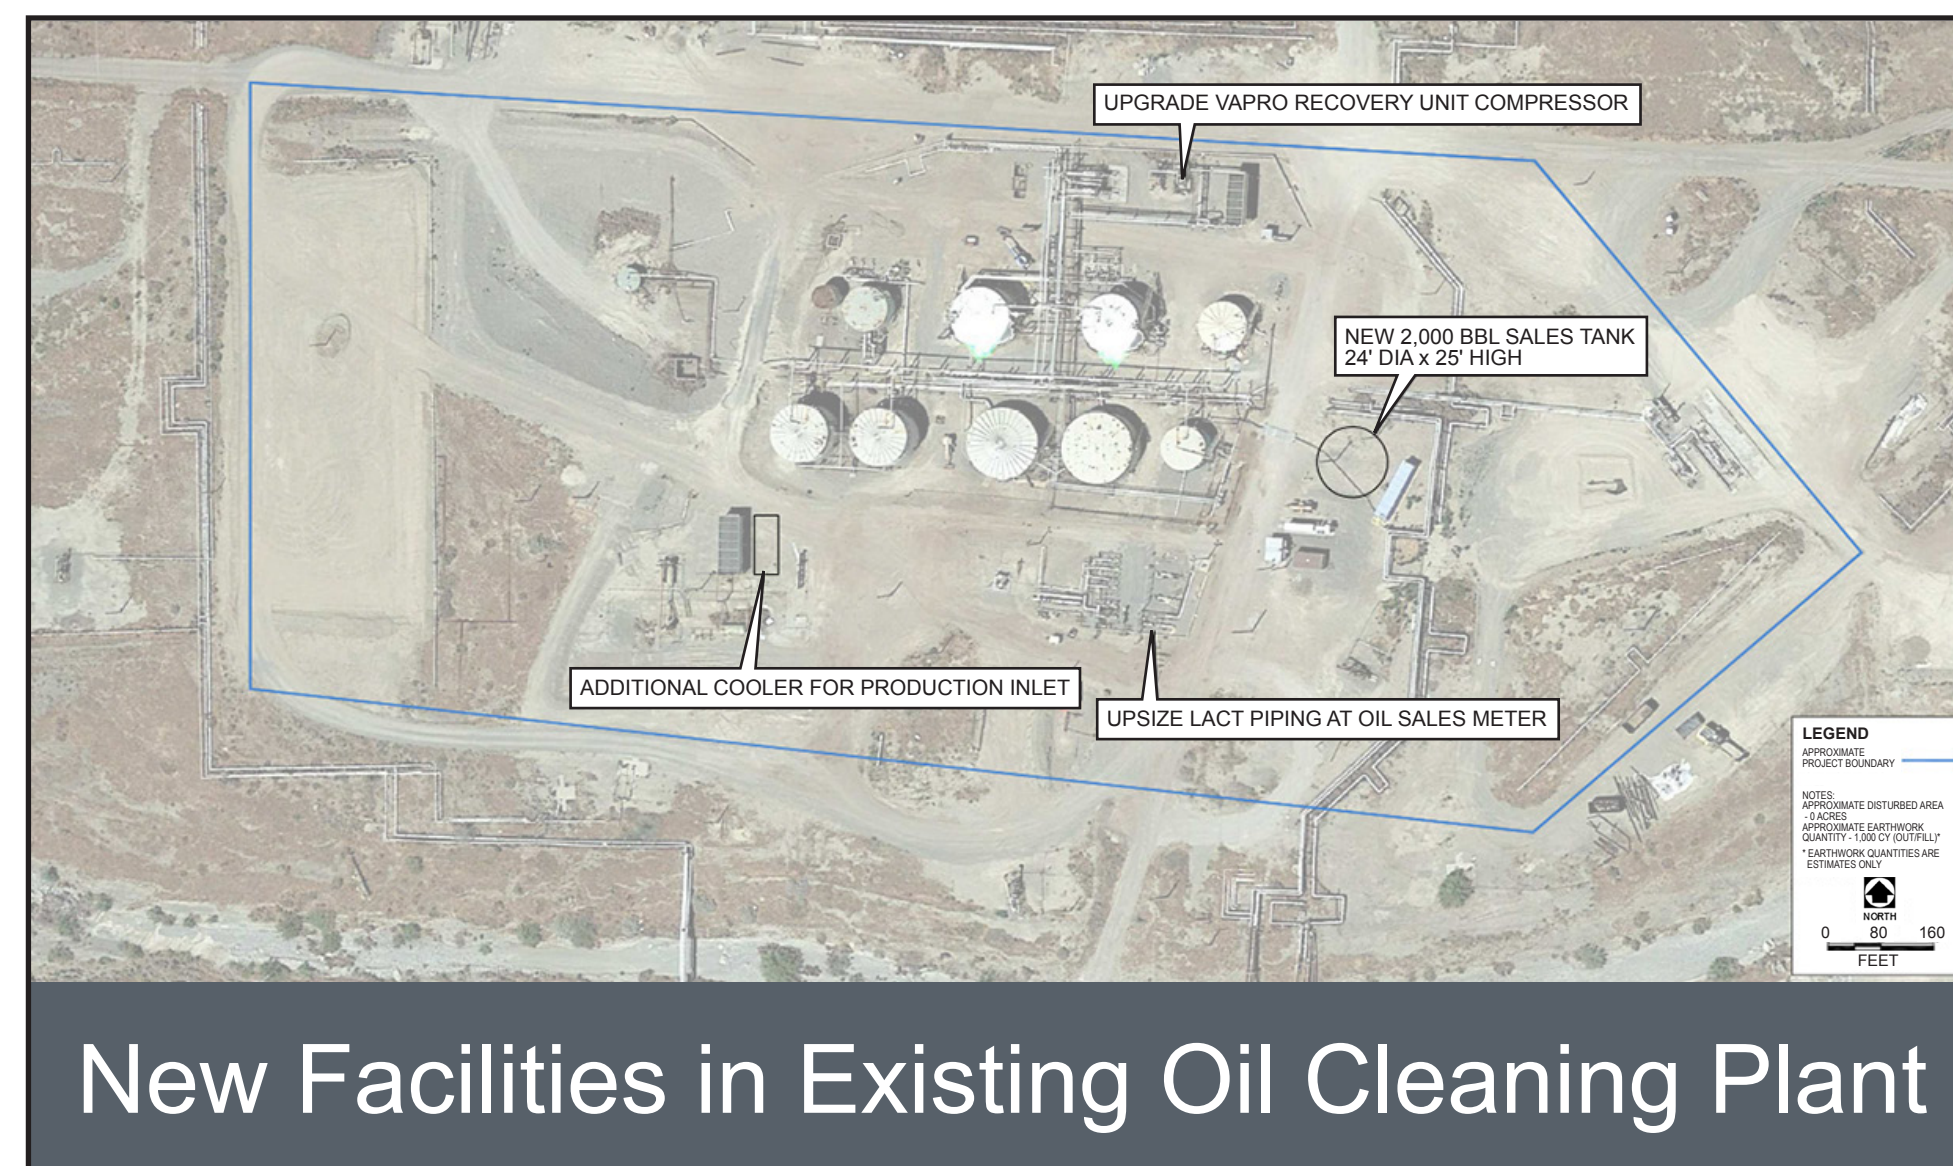 UPGRADE VAPRO RECOVERY UNIT COMPRESSOR
NEW 2,000 BBL SALES TANK
24' DIA x 25' HIGH
ADDITIONAL COOLER FOR PRODUCTION INLET
UPSIZE LACT PIPING AT OIL SALES METER
LEGEND
APPROXIMATE
PROJECT BOUNDARY
NOTES:
APPROXIMATE DISTURBED AREA
- 0 ACRES
APPROXIMATE EARTHWORK
QUANTITY - 1,000 CY (OUT/FILL)*
* EARTHWORK QUANTITIES ARE
ESTIMATES ONLY
NORTH
0 80 160
FEET
New Facilities in Existing Oil Cleaning Plant